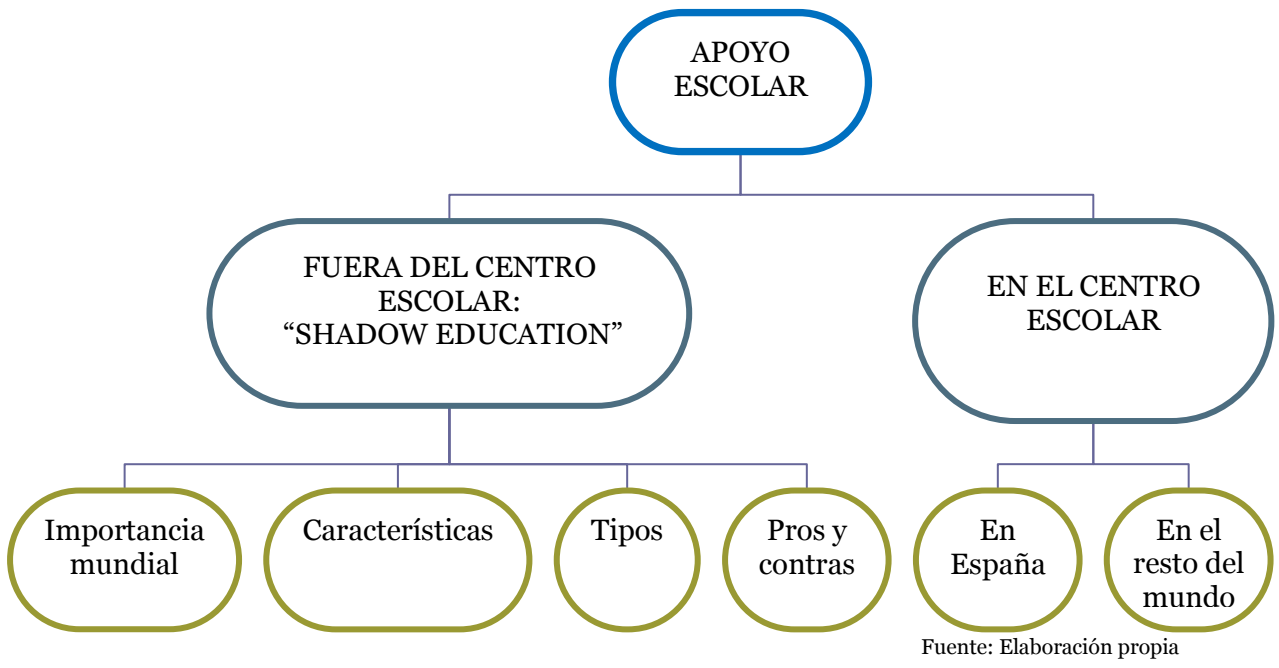 APOYO
ESCOLAR
FUERA DEL CENTRO
ESCOLAR:
“SHADOW EDUCATION”
EN EL CENTRO
ESCOLAR
Importancia
mundial
Características
Tipos
Pros y
contras
En
España
En el
resto del
mundo
Fuente: Elaboración propia